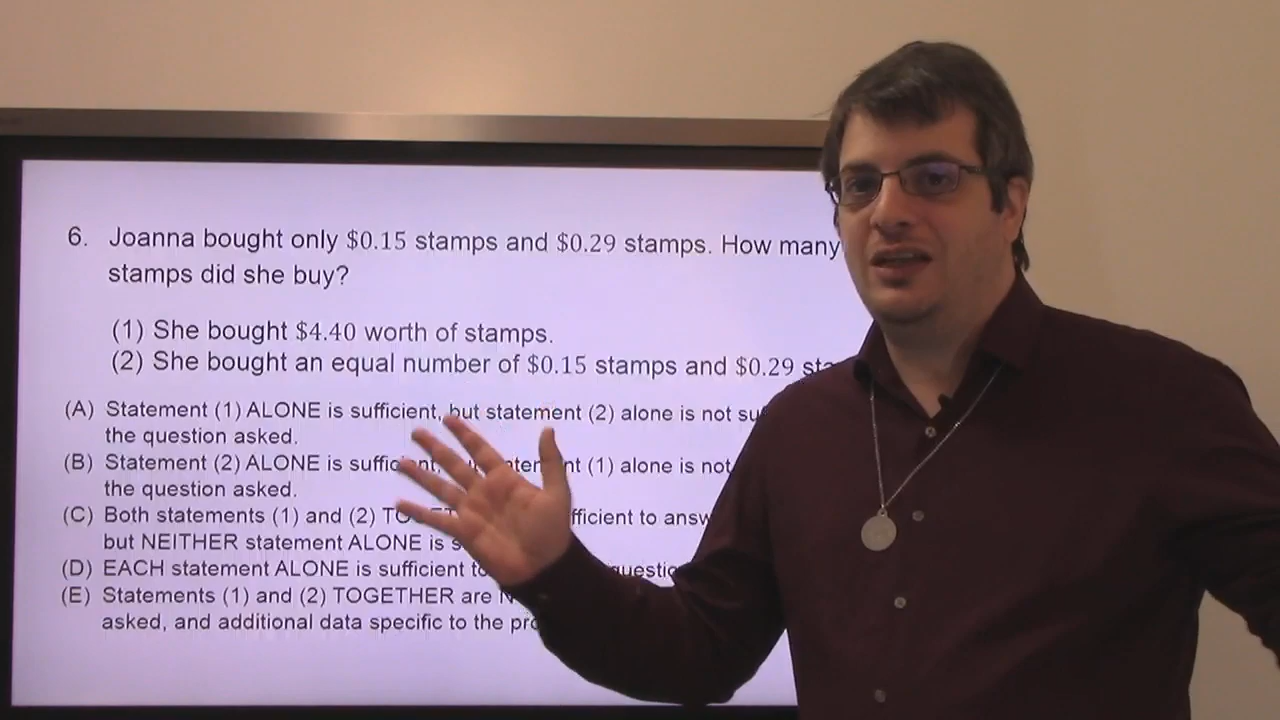 6. Joanna bought only $0.15 stamps and $0.29 stamps. How many
stamps did she buy?
(1) She bought $4.40 worth of stamps.
(2) She bought an equal number of $0.15 stamps and $0.29
(A) Statement (1) ALONE is sufficient, but statement (2) alone is not
the question asked.
(B) Statement (2) ALONE is (1) alone is not
the question asked.
(C) Both statements (1) and (2)
but NEITHER statement ALONE is
(D) EACH statement ALONE is sufficient
(E) Statements (1) and (2) TOGETHER are
asked, and additional data specific to the